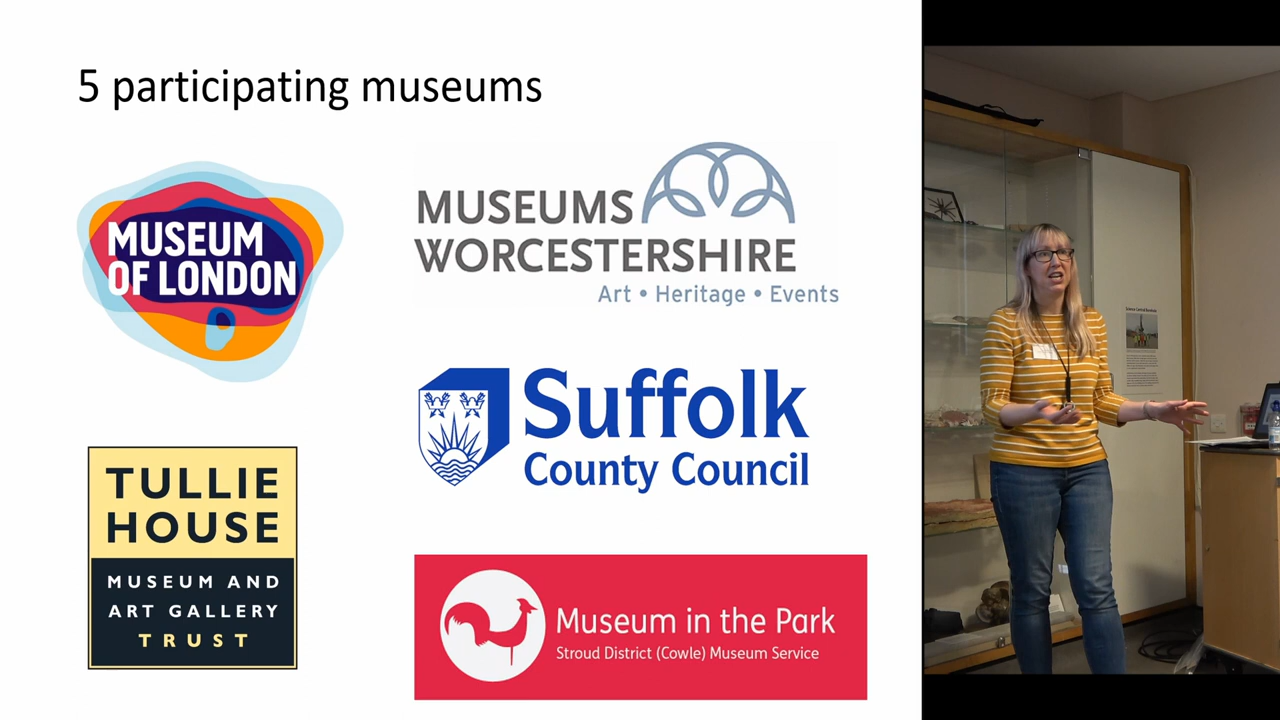 5 participating museums
MUSEUM
OF LONDON
MUSEUMS
WORCESTERSHIRE
Art • Heritage • Events
Suffolk
County Council
TULLIE
HOUSE
MUSEUM AND
ART GALLERY
TRUST
Museum in the Park
Stroud District (Cowle) Museum Service